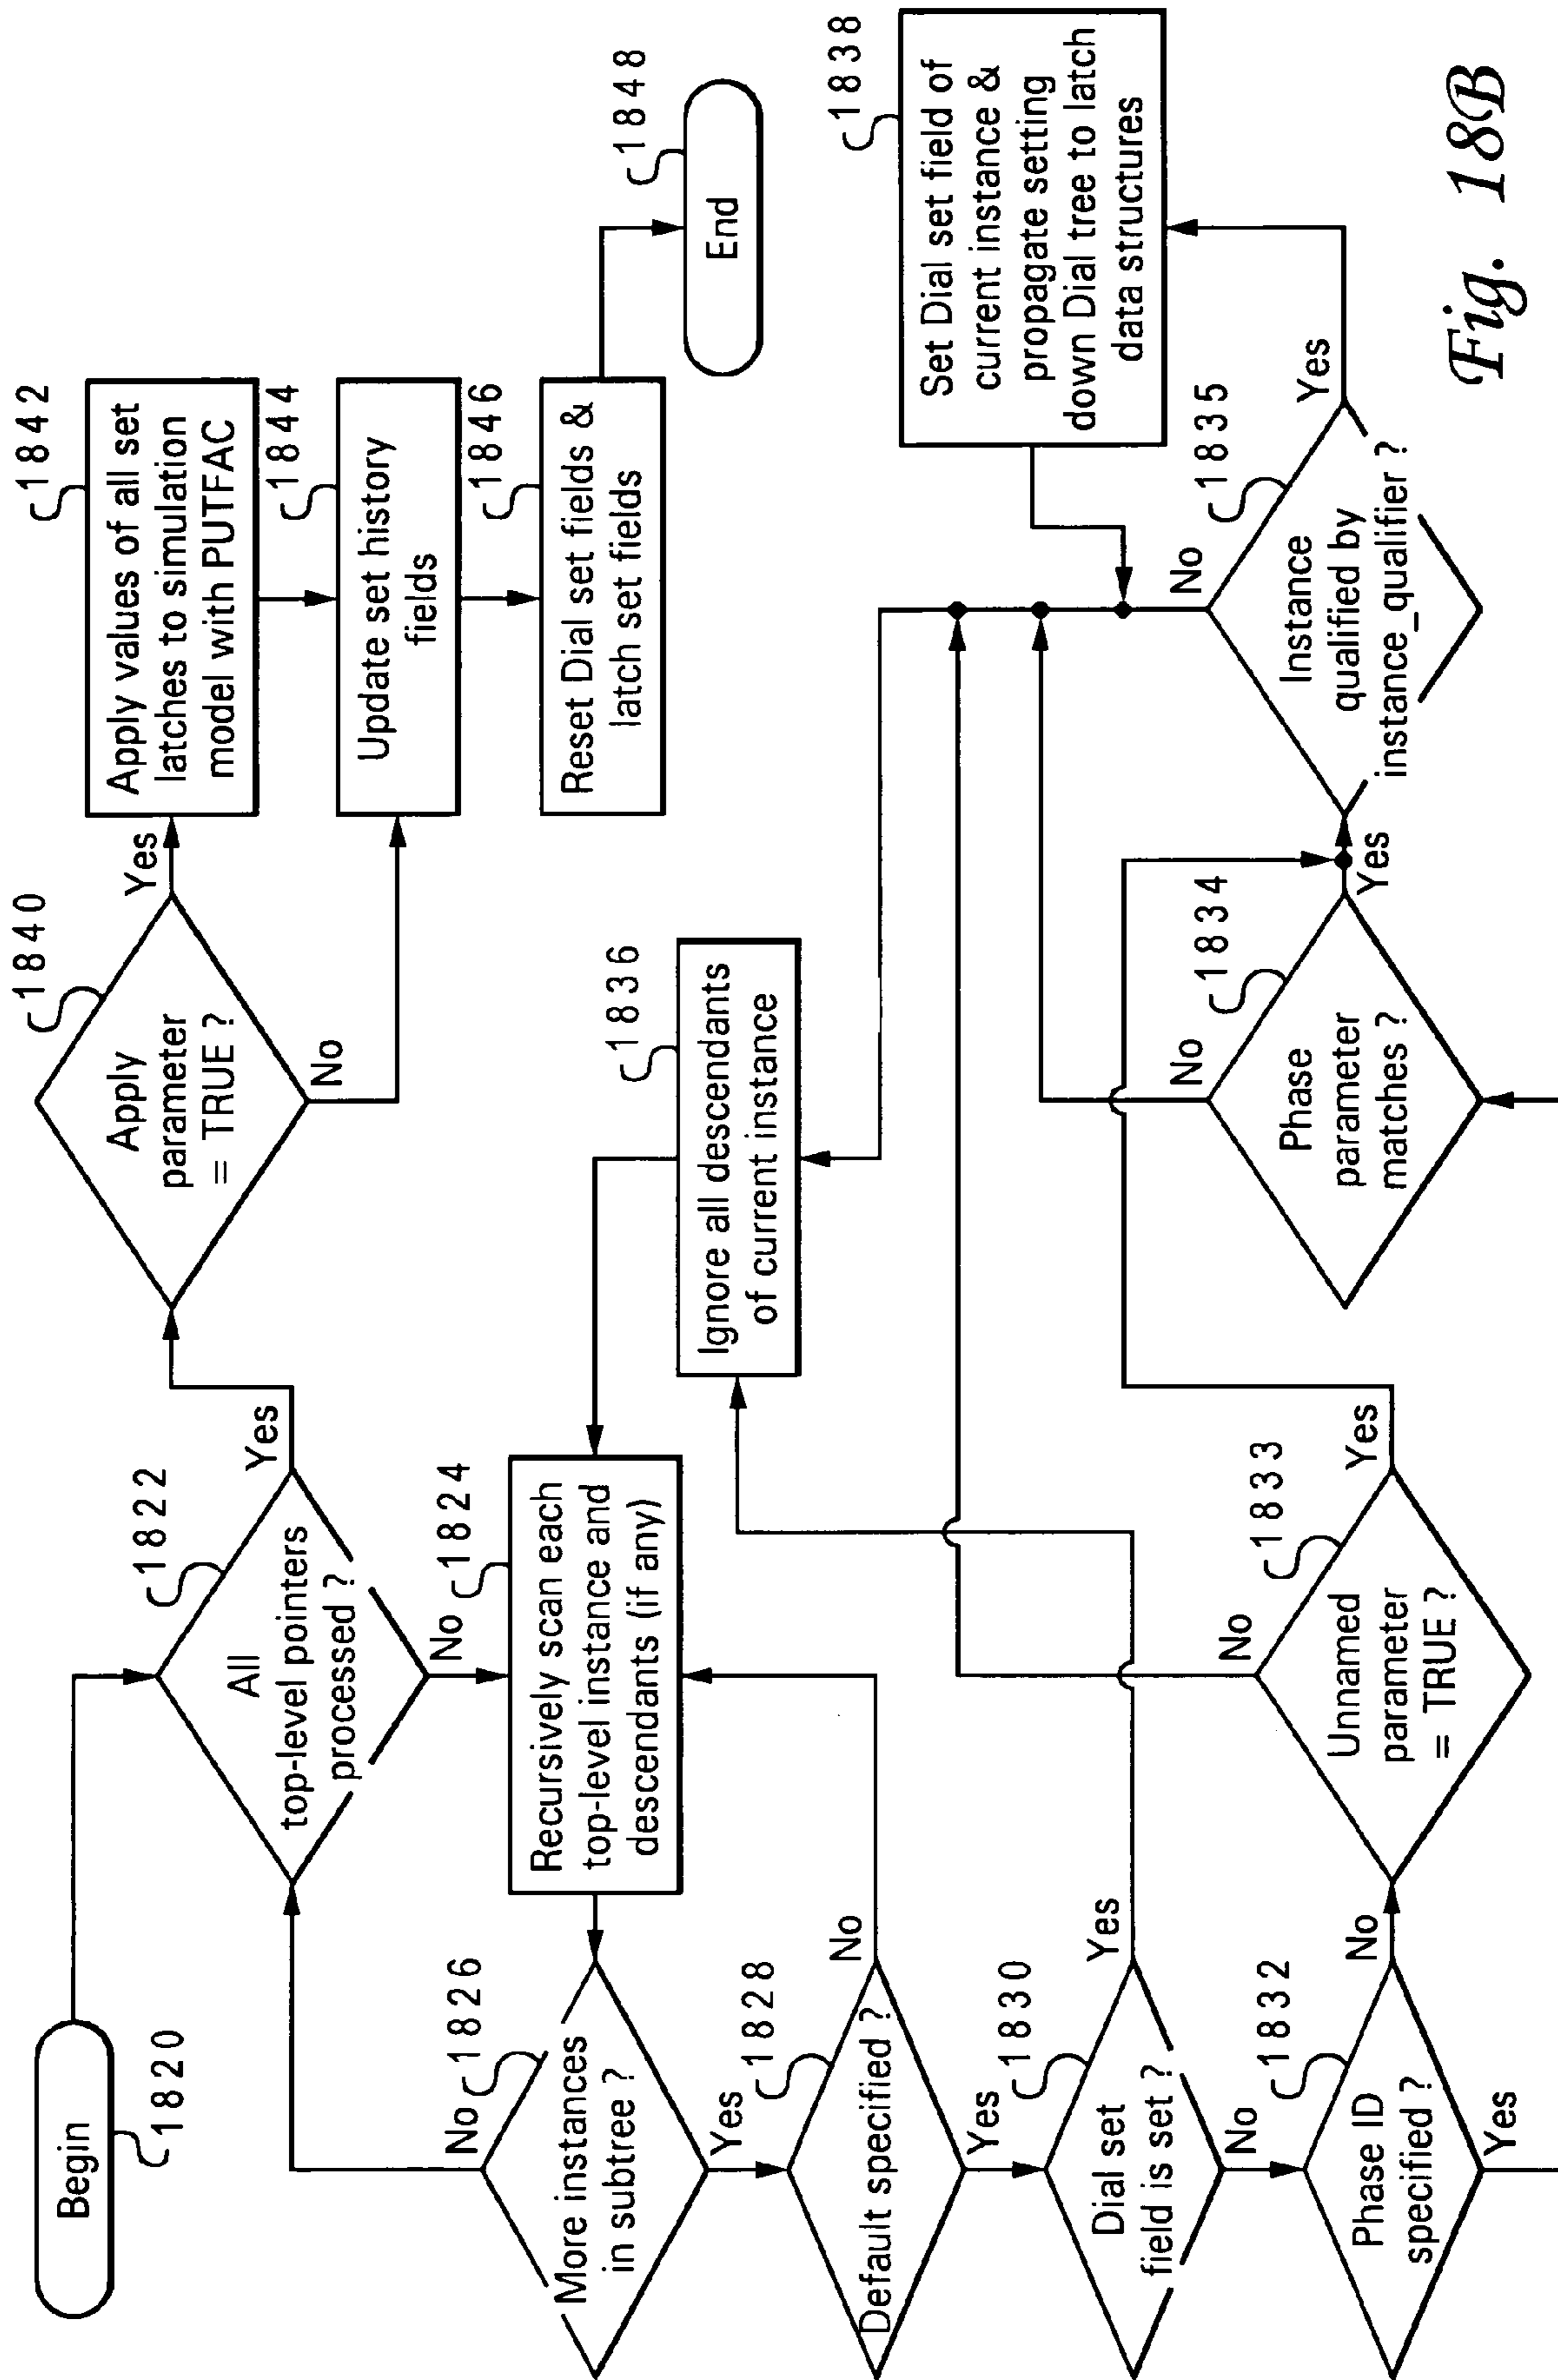 Begin
1820
All
top-level pointers
processed ?
1822
Yes
No
Apply
parameter
= TRUE ?
1840
Yes
No
Apply values of all set
latches to simulation
model with PUTFAC
1842
Update set history
fields
1844
Reset Dial set fields &
latch set fields
1846
End
1848
Recursively scan each
top-level instance and
descendants (if any)
1824
More instances
in subtree ?
1826
No
Yes
Default specified ?
1828
No
Yes
Dial set
field is set ?
1830
Yes
No
Phase ID
specified ?
1832
No
Yes
Unnamed
parameter
= TRUE ?
1833
No
Yes
Ignore all descendants
of current instance
1836
Phase
parameter
matches ?
1834
No
Yes
Instance
qualified by
instance_qualifier ?
1835
No
Yes
Set Dial set field of
current instance &
propagate setting
down Dial tree to latch
data structures
1838
Fig. 18B